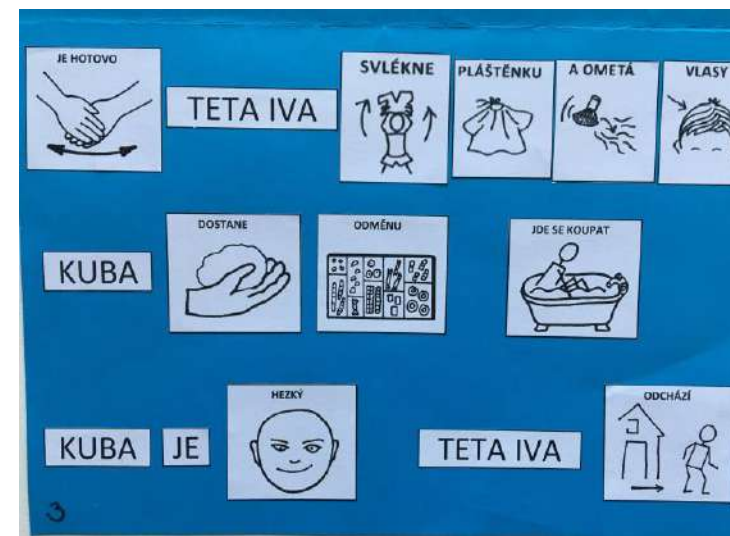 JE HOTOVO TETA IVA SVLÉKNE PLÁŠTĚNKU A OMETÁ VLASY
KUBA DOSTANE ODMĚNU JDE SE KOUPAT
KUBA JE HEZKÝ TETA IVA ODCHÁZÍ
3